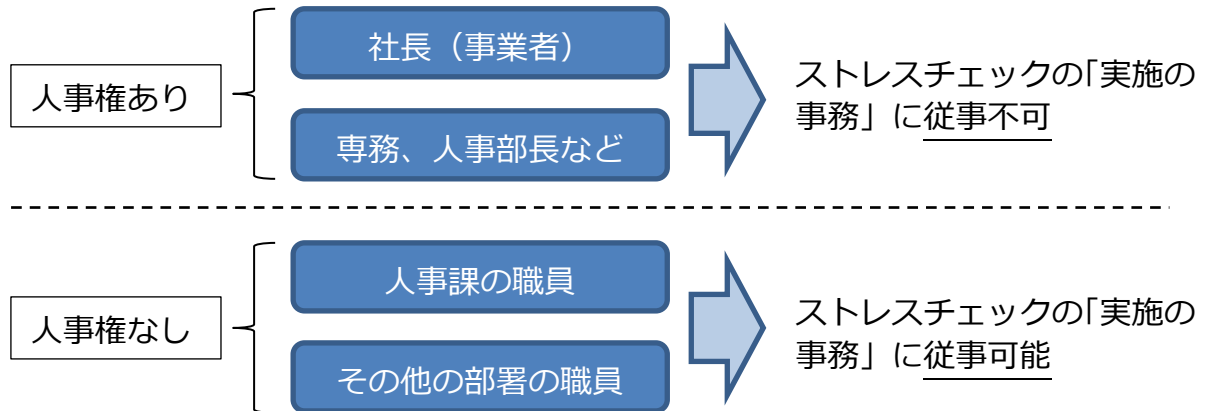 人事権あり
社長（事業者）
専務、人事部長など
ストレスチェックの「実施の
事務」に従事不可
人事権なし
人事課の職員
その他の部署の職員
ストレスチェックの「実施の
事務」に従事可能